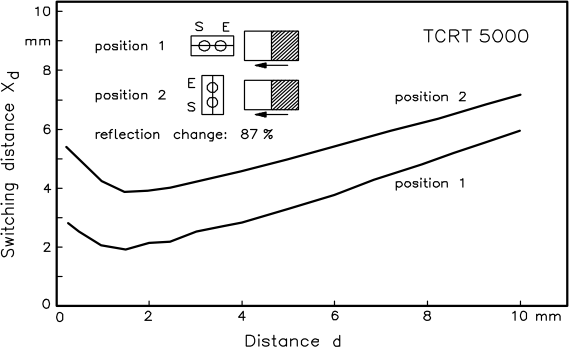 10
mm
8
6
4
2
0
Switching distance Xd
S E
position 1
TCRT 5000
E
position 2
S
reflection change: 87 %
position 2
position 1
0 2 4 6 8 10 mm
Distance d